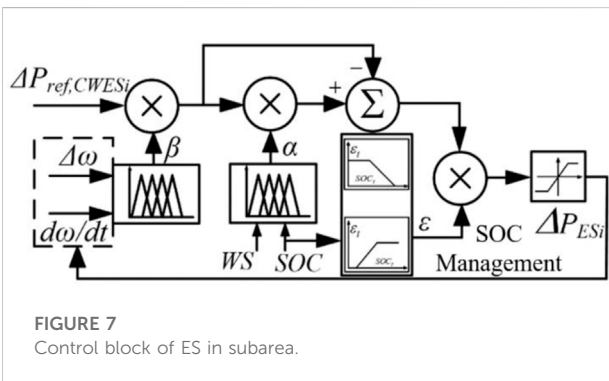 ΔP_ref,CWESi
×
×
−
+
Σ
β
α
Δω
dω/dt
ε_t
SOC_t
ε_t
SOC_t
×
ε
SOC
Management
ΔP_ESi
WS
SOC
FIGURE 7
Control block of ES in subarea.